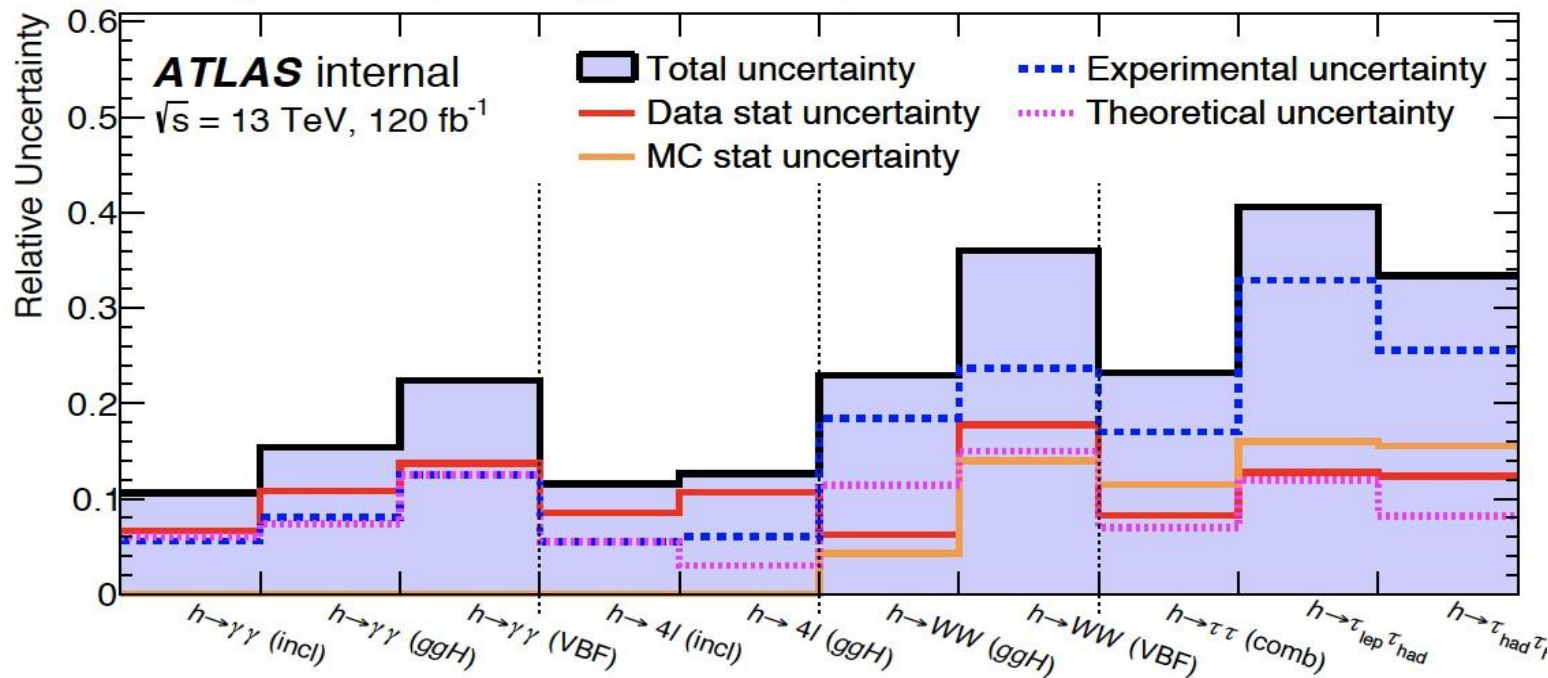 Relative Uncertainty
0.6
0.5
0.4
0.3
0.2
0.1
0
ATLAS internal
√s = 13 TeV, 120 fb⁻¹
Total uncertainty
Data stat uncertainty
MC stat uncertainty
Experimental uncertainty
Theoretical uncertainty
h→γγ (incl)
h→γγ (ggH)
h→γγ (VBF)
h→ 4l (incl)
h→ 4l (ggH)
h→WW (ggH)
h→WW (VBF)
h→ττ (comb)
h→τlep τhad
h→τhad